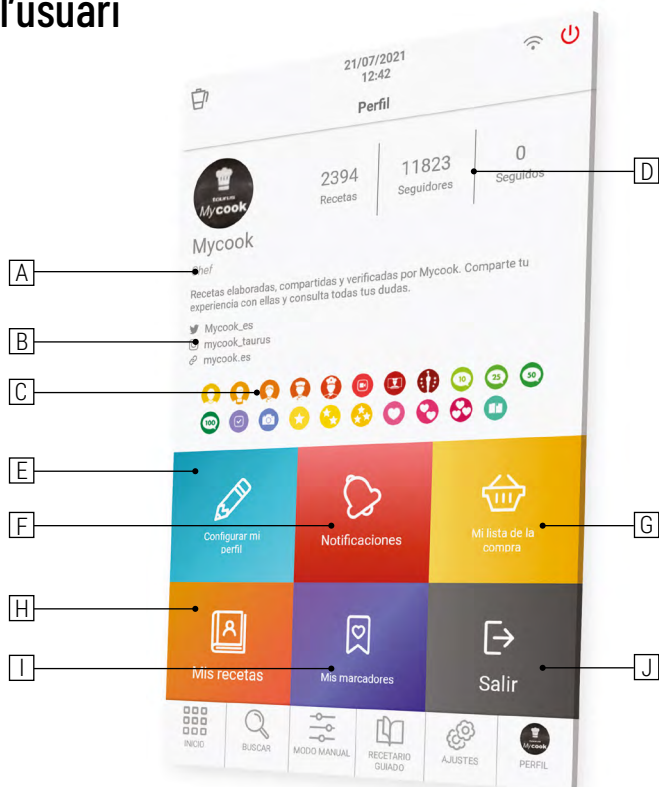 l'usuari
21/07/2021
12:42
Perfil
TAURUS
Mycook
2394
Recetas
11823
Seguidores
0
Seguidos
D
Mycook
A
Chef
Recetas elaboradas, compartidas y verificadas por Mycook. Comparte tu
experiencia con ellas y consulta todas tus dudas.
Mycook_es
B
mycook_taurus
mycook.es
C
10
25
50
100
E
F
G
Configurar mi
perfil
Notificaciones
Mi lista de la
compra
H
I
J
Mis recetas
Mis marcadores
Salir
INICIO
BUSCAR
MODO MANUAL
RECETARIO
GUIADO
AJUSTES
Mycook
PERFIL